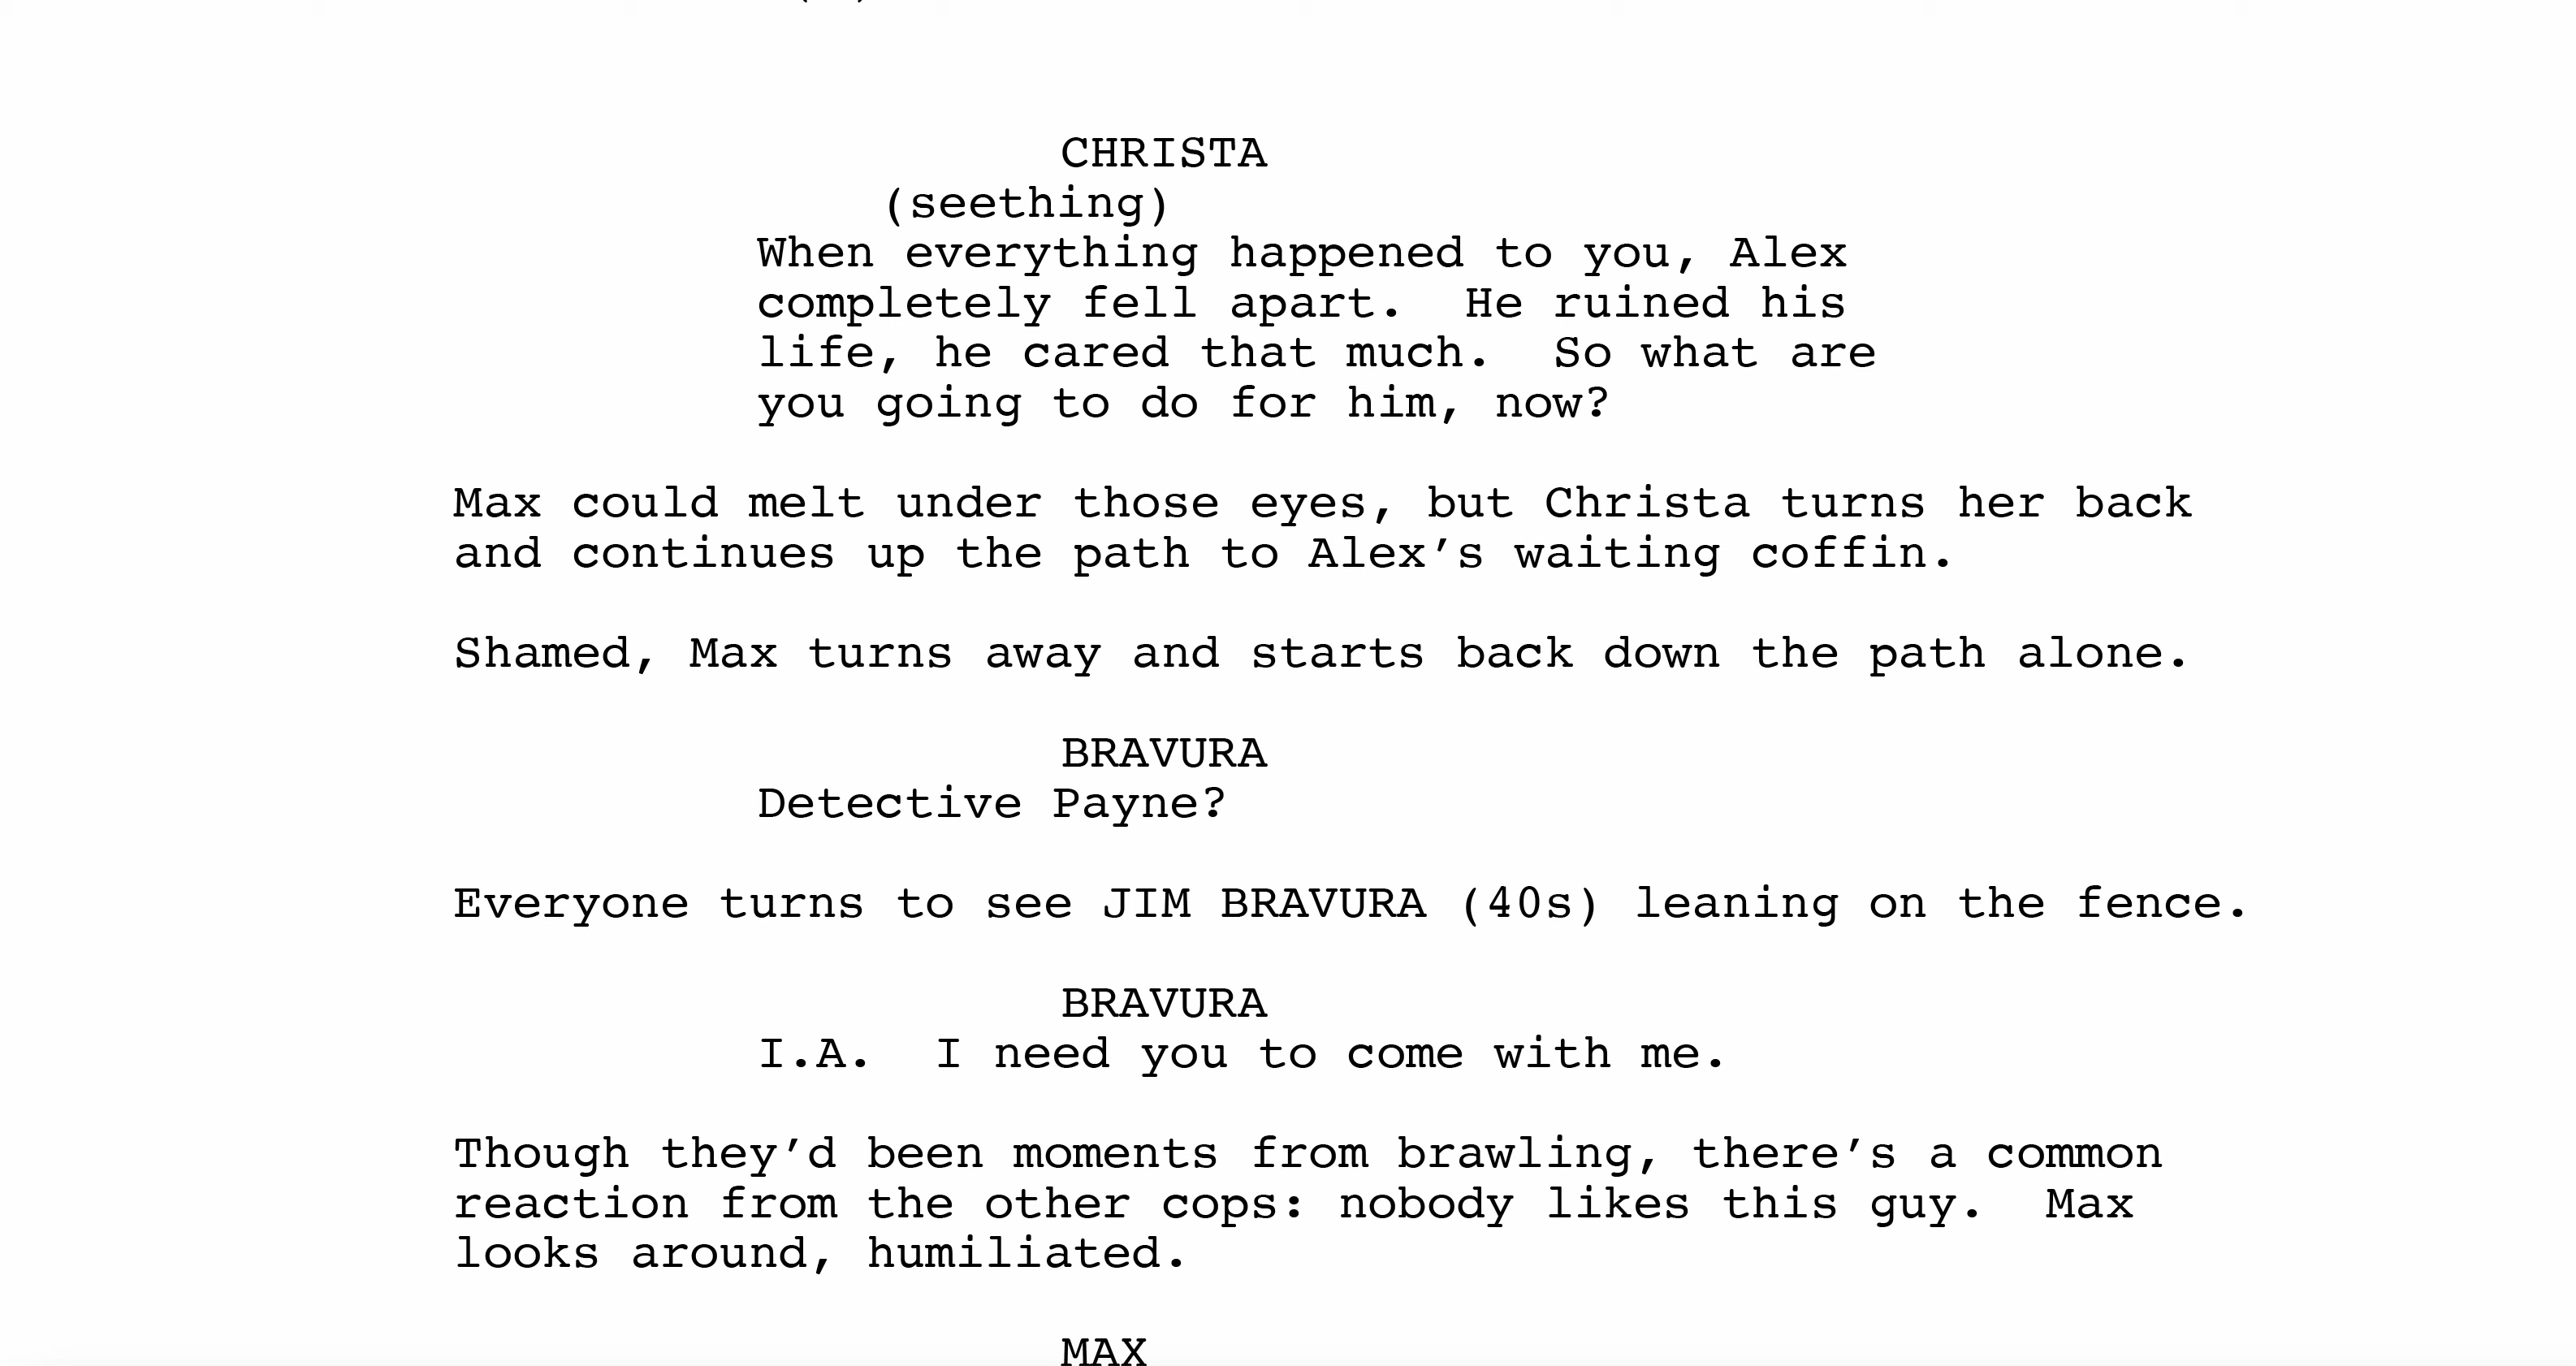 CHRISTA
(seething)
When everything happened to you, Alex
completely fell apart.  He ruined his
life, he cared that much.  So what are
you going to do for him, now?
Max could melt under those eyes, but Christa turns her back
and continues up the path to Alex’s waiting coffin.
Shamed, Max turns away and starts back down the path alone.
BRAVURA
Detective Payne?
Everyone turns to see JIM BRAVURA (40s) leaning on the fence.
BRAVURA
I.A.  I need you to come with me.
Though they’d been moments from brawling, there’s a common
reaction from the other cops: nobody likes this guy.  Max
looks around, humiliated.
MAX